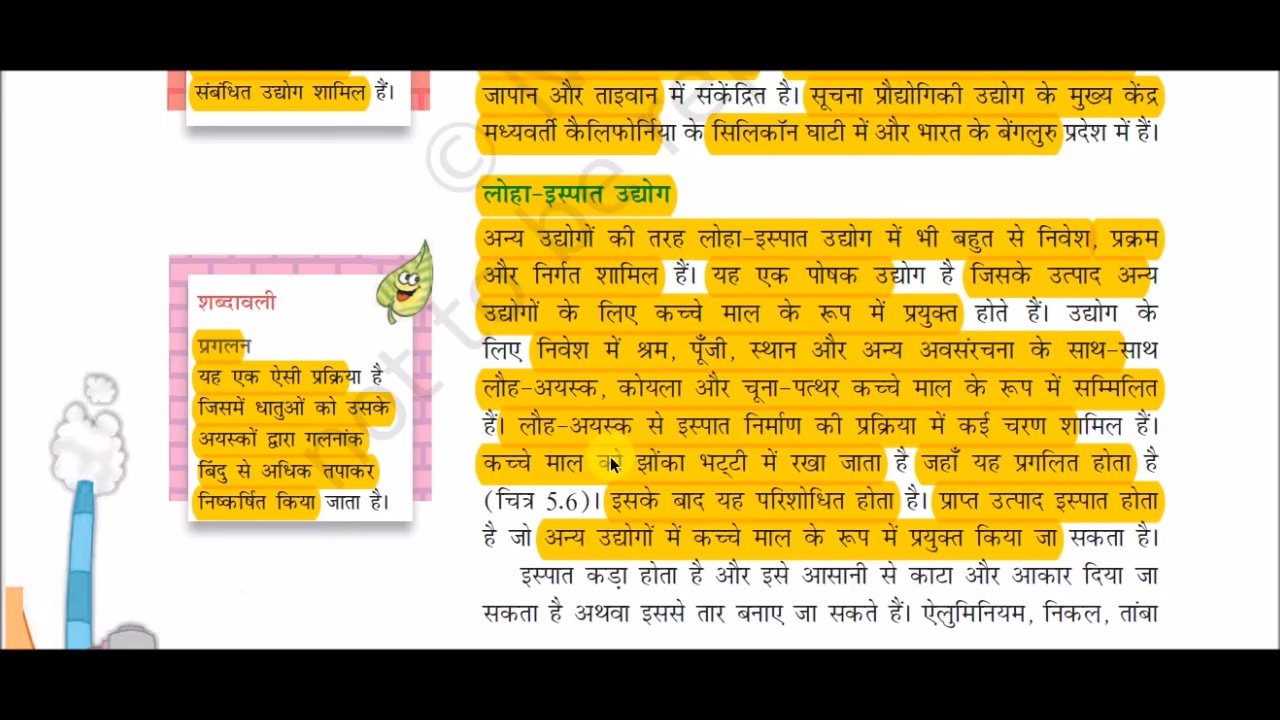 संबंधित उद्योग शामिल हैं।
शब्दावली
प्रगलन
यह एक ऐसी प्रक्रिया है
जिसमें धातुओं को उसके
अयस्कों द्वारा गलनांक
बिंदु से अधिक तपाकर
निष्कर्षित किया जाता है।
जापान और ताइवान में संकेंद्रित है। सूचना प्रौद्योगिकी उद्योग के मुख्य केंद्र
मध्यवर्ती कैलिफोर्निया के सिलिकॉन घाटी में और भारत के बेंगलुरु प्रदेश में हैं।
लोहा-इस्पात उद्योग
अन्य उद्योगों की तरह लोहा-इस्पात उद्योग में भी बहुत से निवेश, प्रक्रम
और निर्गत शामिल हैं। यह एक पोषक उद्योग है जिसके उत्पाद अन्य
उद्योगों के लिए कच्चे माल के रूप में प्रयुक्त होते हैं। उद्योग के
लिए निवेश में श्रम, पूँजी, स्थान और अन्य अवसंरचना के साथ-साथ
लौह-अयस्क, कोयला और चूना-पत्थर कच्चे माल के रूप में सम्मिलित
हैं। लौह-अयस्क से इस्पात निर्माण की प्रक्रिया में कई चरण शामिल हैं।
कच्चे माल को झोंका भट्टी में रखा जाता है जहाँ यह प्रगलित होता है
(चित्र 5.6)। इसके बाद यह परिशोधित होता है। प्राप्त उत्पाद इस्पात होता
है जो अन्य उद्योगों में कच्चे माल के रूप में प्रयुक्त किया जा सकता है।
इस्पात कड़ा होता है और इसे आसानी से काटा और आकार दिया जा
सकता है अथवा इससे तार बनाए जा सकते हैं। ऐलुमिनियम, निकल, तांबा
not to be re